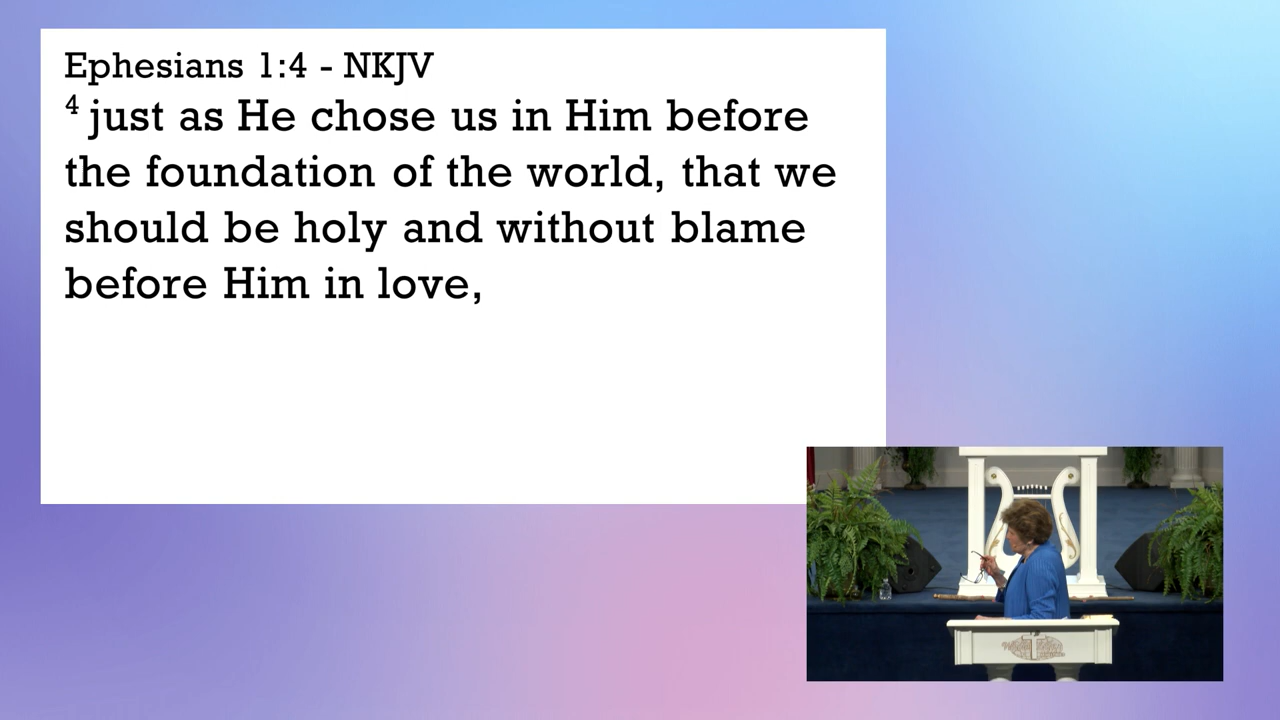 Ephesians 1:4 - NKJV
4 just as He chose us in Him before
the foundation of the world, that we
should be holy and without blame
before Him in love,